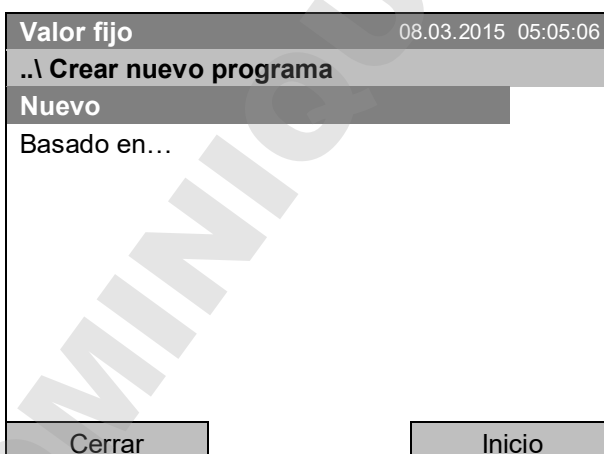 Valor fijo 08.03.2015 05:05:06
..\ Crear nuevo programa
Nuevo
Basado en…
Cerrar Inicio